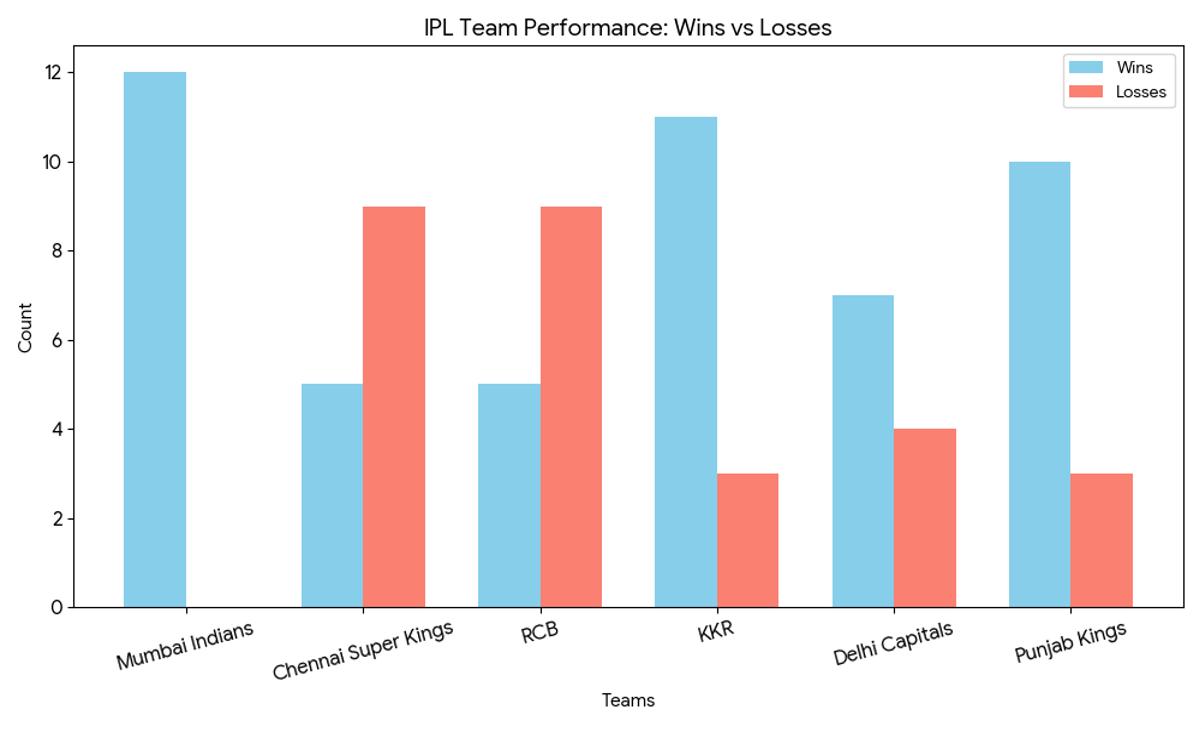 IPL Team Performance: Wins vs Losses
Wins
Losses
12
10
8
6
4
2
0
Count
Mumbai Indians
Chennai Super Kings
RCB
KKR
Delhi Capitals
Punjab Kings
Teams